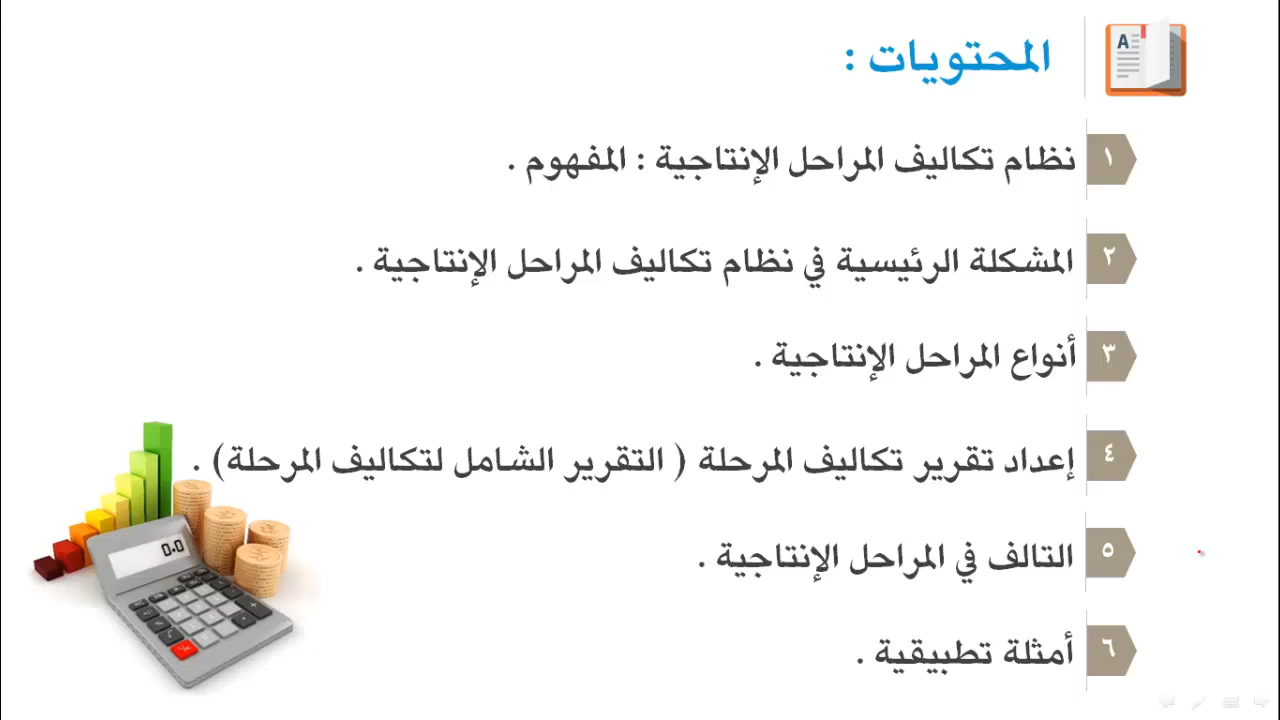 المحتويات :
١ نظام تكاليف المراحل الإنتاجية : المفهوم .
٢ المشكلة الرئيسية في نظام تكاليف المراحل الإنتاجية .
٣ أنواع المراحل الإنتاجية .
٤ إعداد تقرير تكاليف المرحلة ( التقرير الشامل لتكاليف المرحلة) .
٥ التالف في المراحل الإنتاجية .
٦ أمثلة تطبيقية .
A
0.0